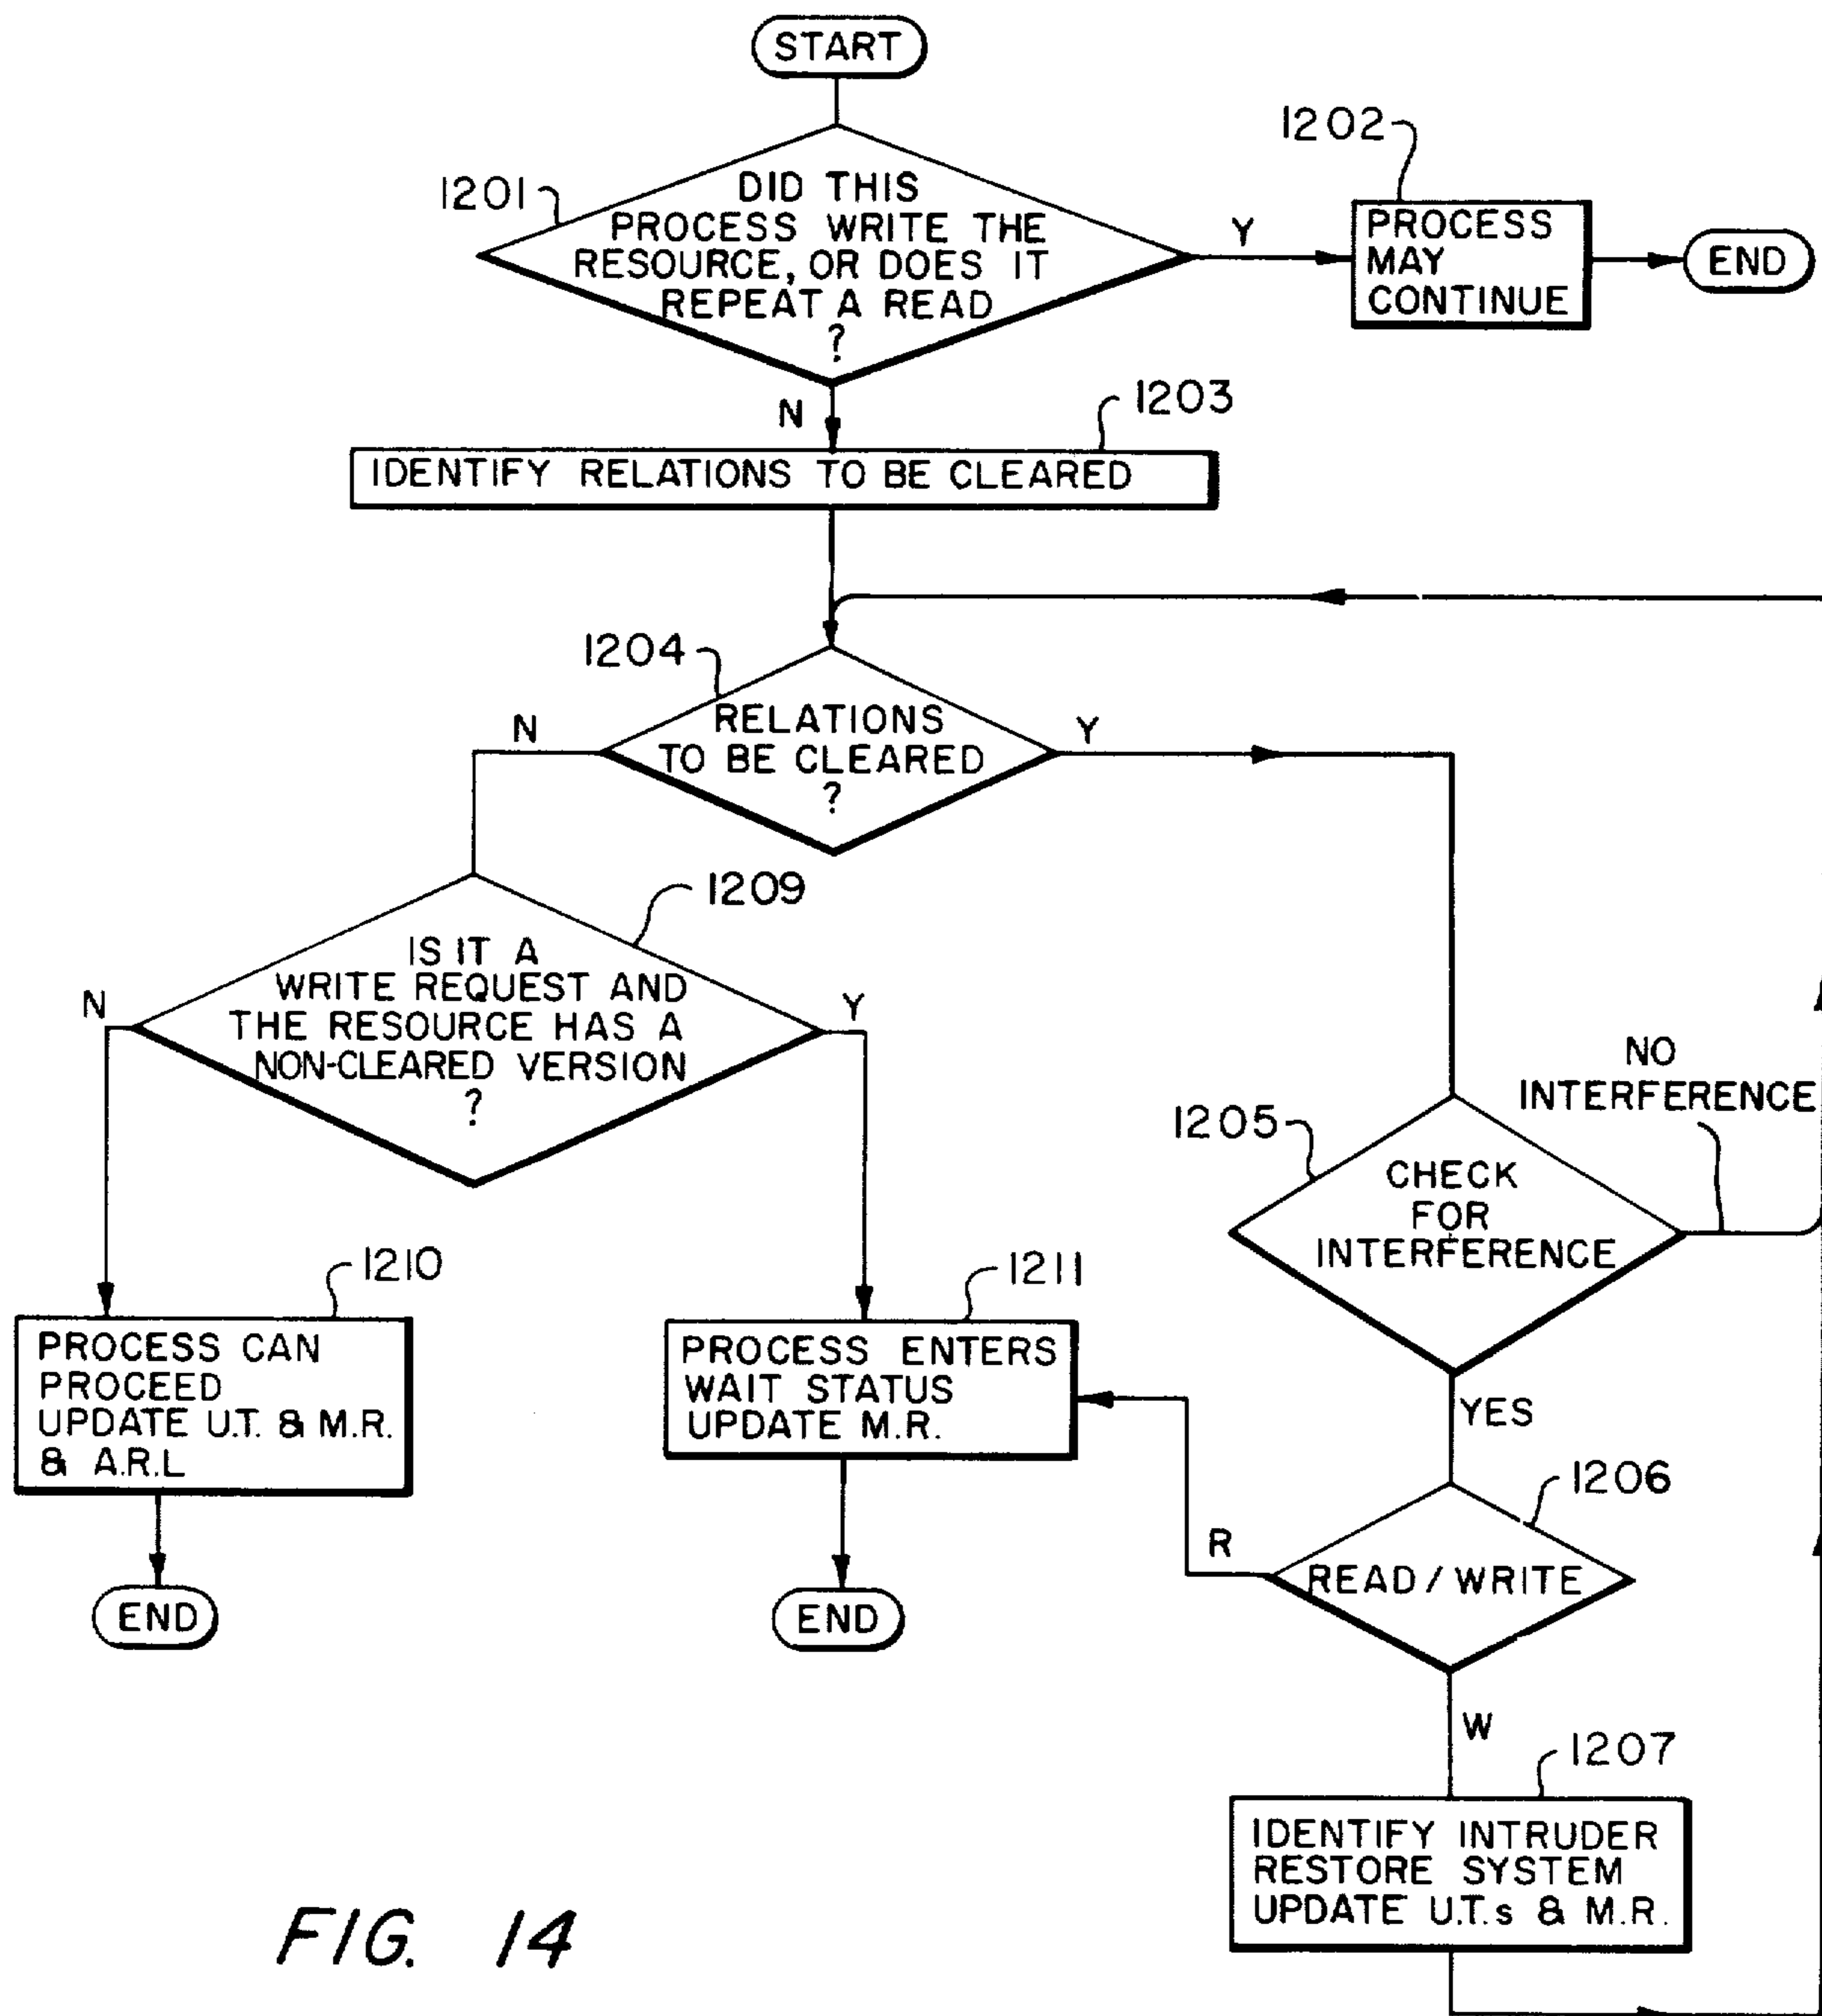 START
1201
DID THIS
PROCESS WRITE THE
RESOURCE, OR DOES IT
REPEAT A READ
?
Y
1202
PROCESS
MAY
CONTINUE
END
N
1203
IDENTIFY RELATIONS TO BE CLEARED
1204
RELATIONS
TO BE CLEARED
?
N
Y
1209
IS IT A
WRITE REQUEST AND
THE RESOURCE HAS A
NON-CLEARED VERSION
?
N
Y
1205
CHECK
FOR
INTERFERENCE
NO
INTERFERENCE
YES
1210
PROCESS CAN
PROCEED
UPDATE U.T. & M.R.
& A.R.L
END
1211
PROCESS ENTERS
WAIT STATUS
UPDATE M.R.
END
1206
READ / WRITE
R
W
1207
IDENTIFY INTRUDER
RESTORE SYSTEM
UPDATE U.T.s & M.R.
FIG. 14